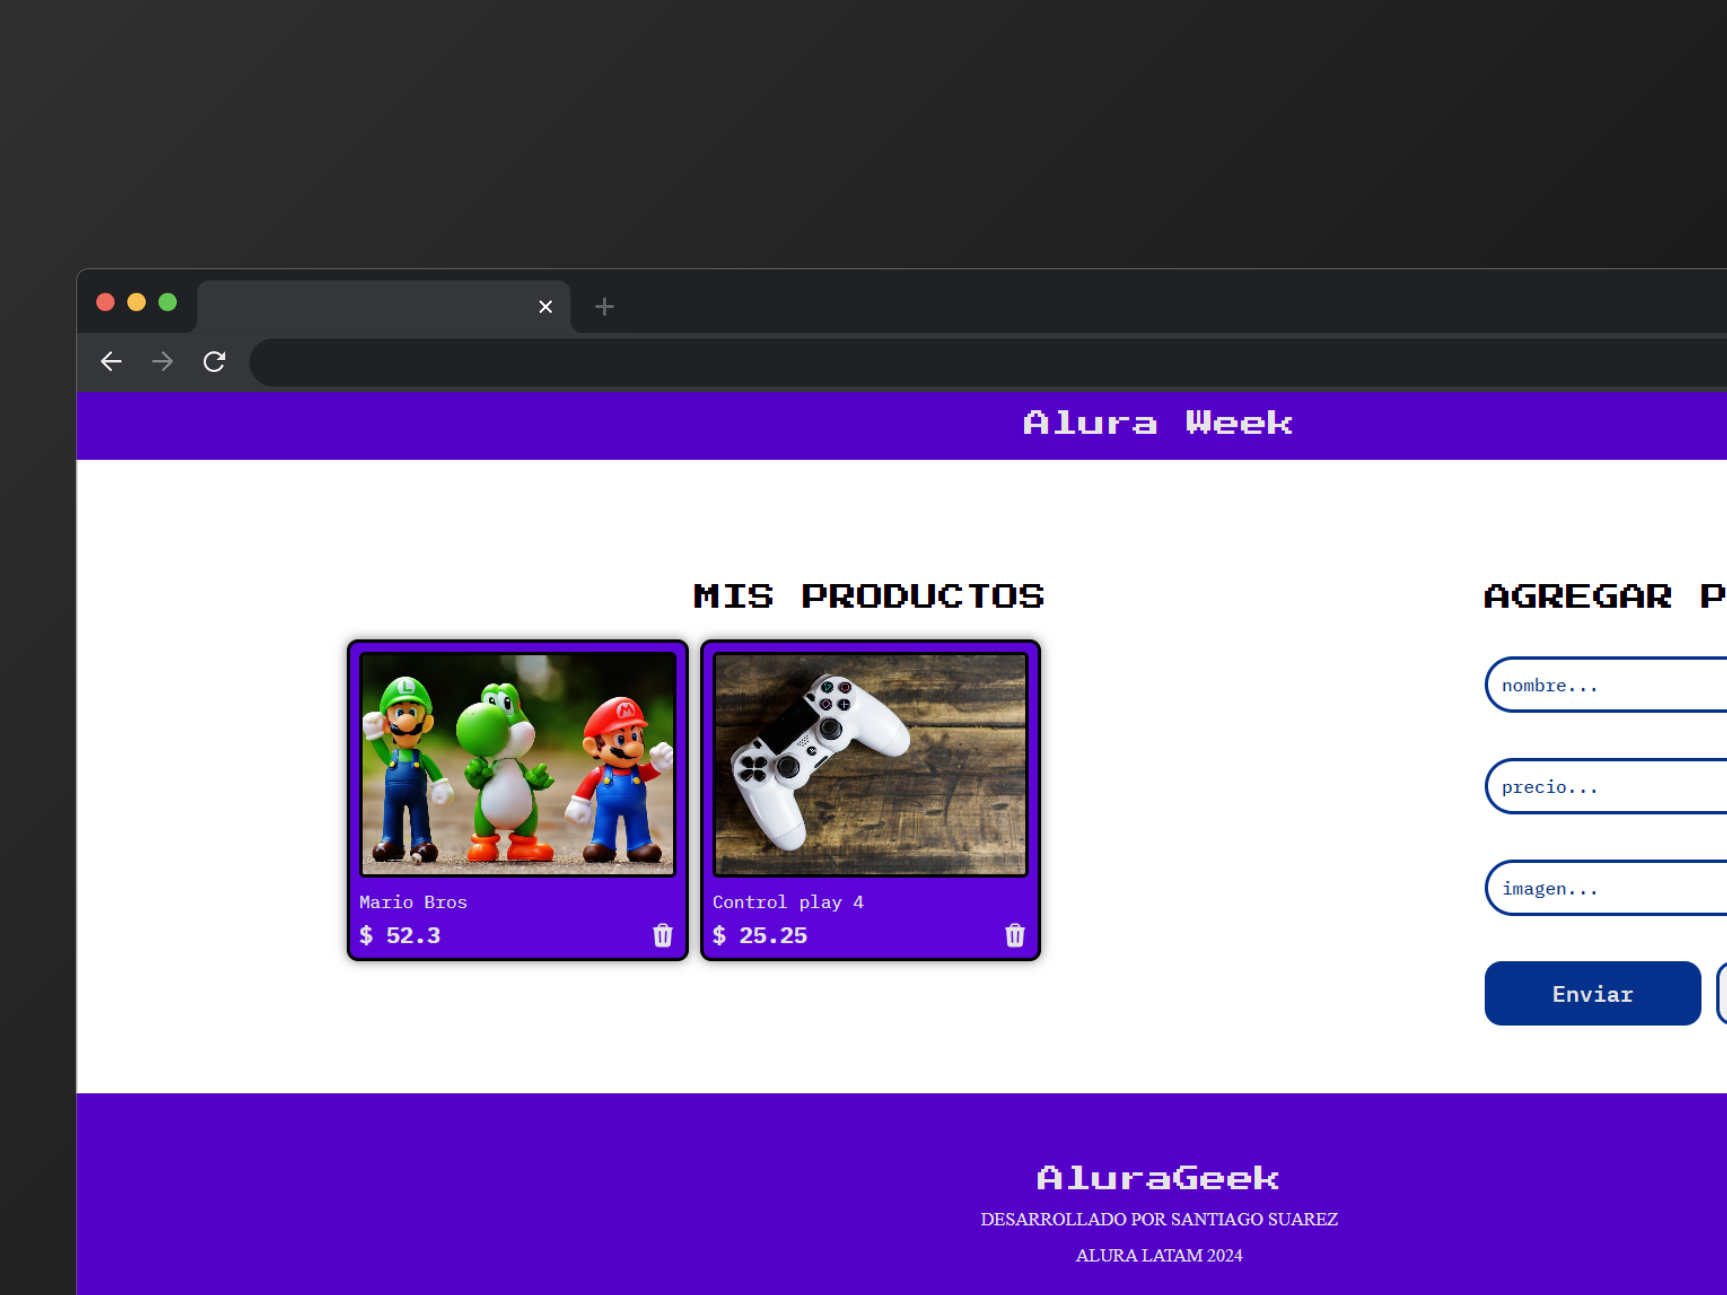 Alura Week
MIS PRODUCTOS
Mario Bros
$ 52.3
Control play 4
$ 25.25
AGREGAR P
nombre...
precio...
imagen...
Enviar
AluraGeek
DESARROLLADO POR SANTIAGO SUAREZ
ALURA LATAM 2024